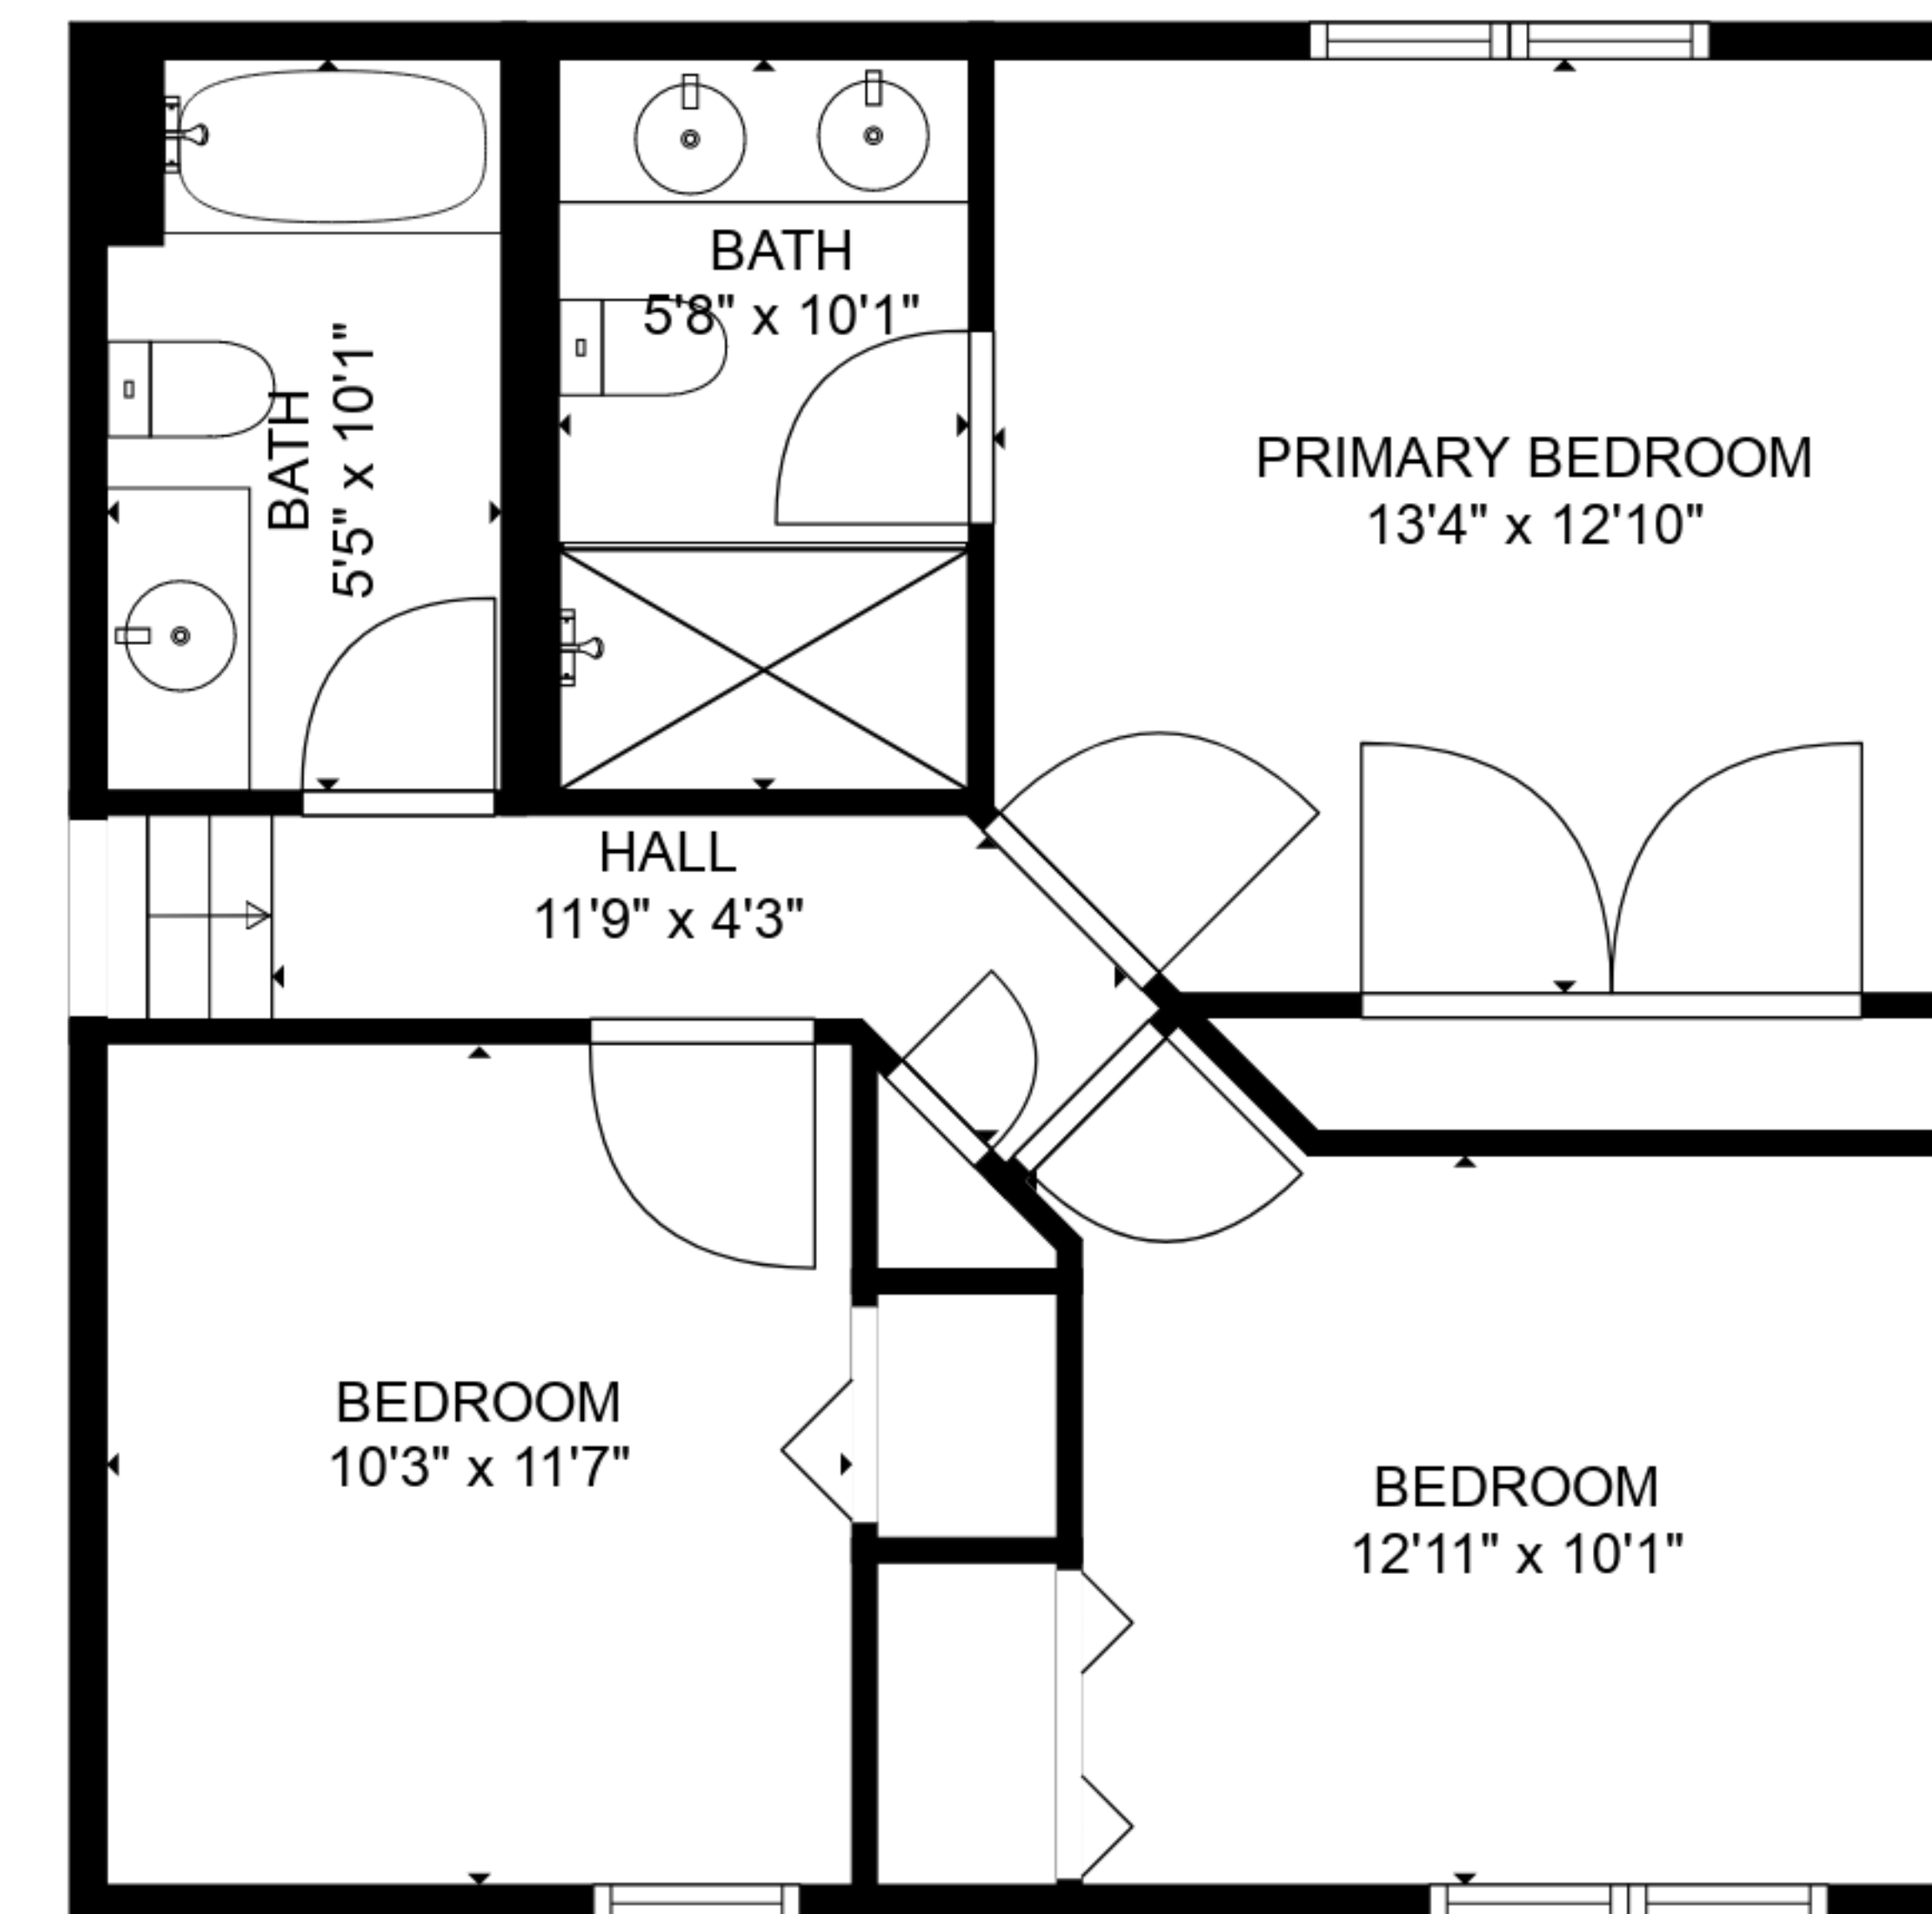 BATH
5'8" x 10'1"
BATH
5'5" x 10'1"
PRIMARY BEDROOM
13'4" x 12'10"
HALL
11'9" x 4'3"
BEDROOM
10'3" x 11'7"
BEDROOM
12'11" x 10'1"